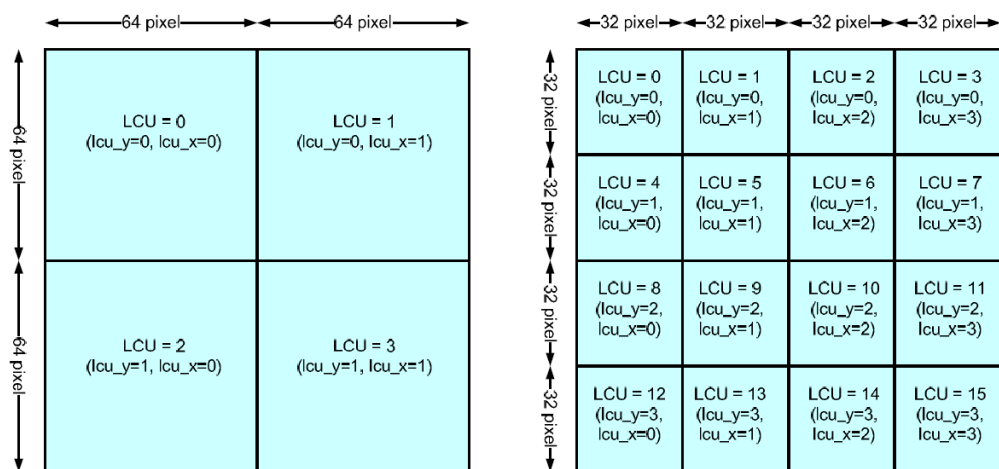 64 pixel
64 pixel
64 pixel
64 pixel
LCU = 0
(lcu_y=0, lcu_x=0)
LCU = 1
(lcu_y=0, lcu_x=1)
LCU = 2
(lcu_y=1, lcu_x=0)
LCU = 3
(lcu_y=1, lcu_x=1)
32 pixel
32 pixel
32 pixel
32 pixel
32 pixel
32 pixel
32 pixel
32 pixel
LCU = 0
(lcu_y=0,
lcu_x=0)
LCU = 1
(lcu_y=0,
lcu_x=1)
LCU = 2
(lcu_y=0,
lcu_x=2)
LCU = 3
(lcu_y=0,
lcu_x=3)
LCU = 4
(lcu_y=1,
lcu_x=0)
LCU = 5
(lcu_y=1,
lcu_x=1)
LCU = 6
(lcu_y=1,
lcu_x=2)
LCU = 7
(lcu_y=1,
lcu_x=3)
LCU = 8
(lcu_y=2,
lcu_x=0)
LCU = 9
(lcu_y=2,
lcu_x=1)
LCU = 10
(lcu_y=2,
lcu_x=2)
LCU = 11
(lcu_y=2,
lcu_x=3)
LCU = 12
(lcu_y=3,
lcu_x=0)
LCU = 13
(lcu_y=3,
lcu_x=1)
LCU = 14
(lcu_y=3,
lcu_x=2)
LCU = 15
(lcu_y=3,
lcu_x=3)